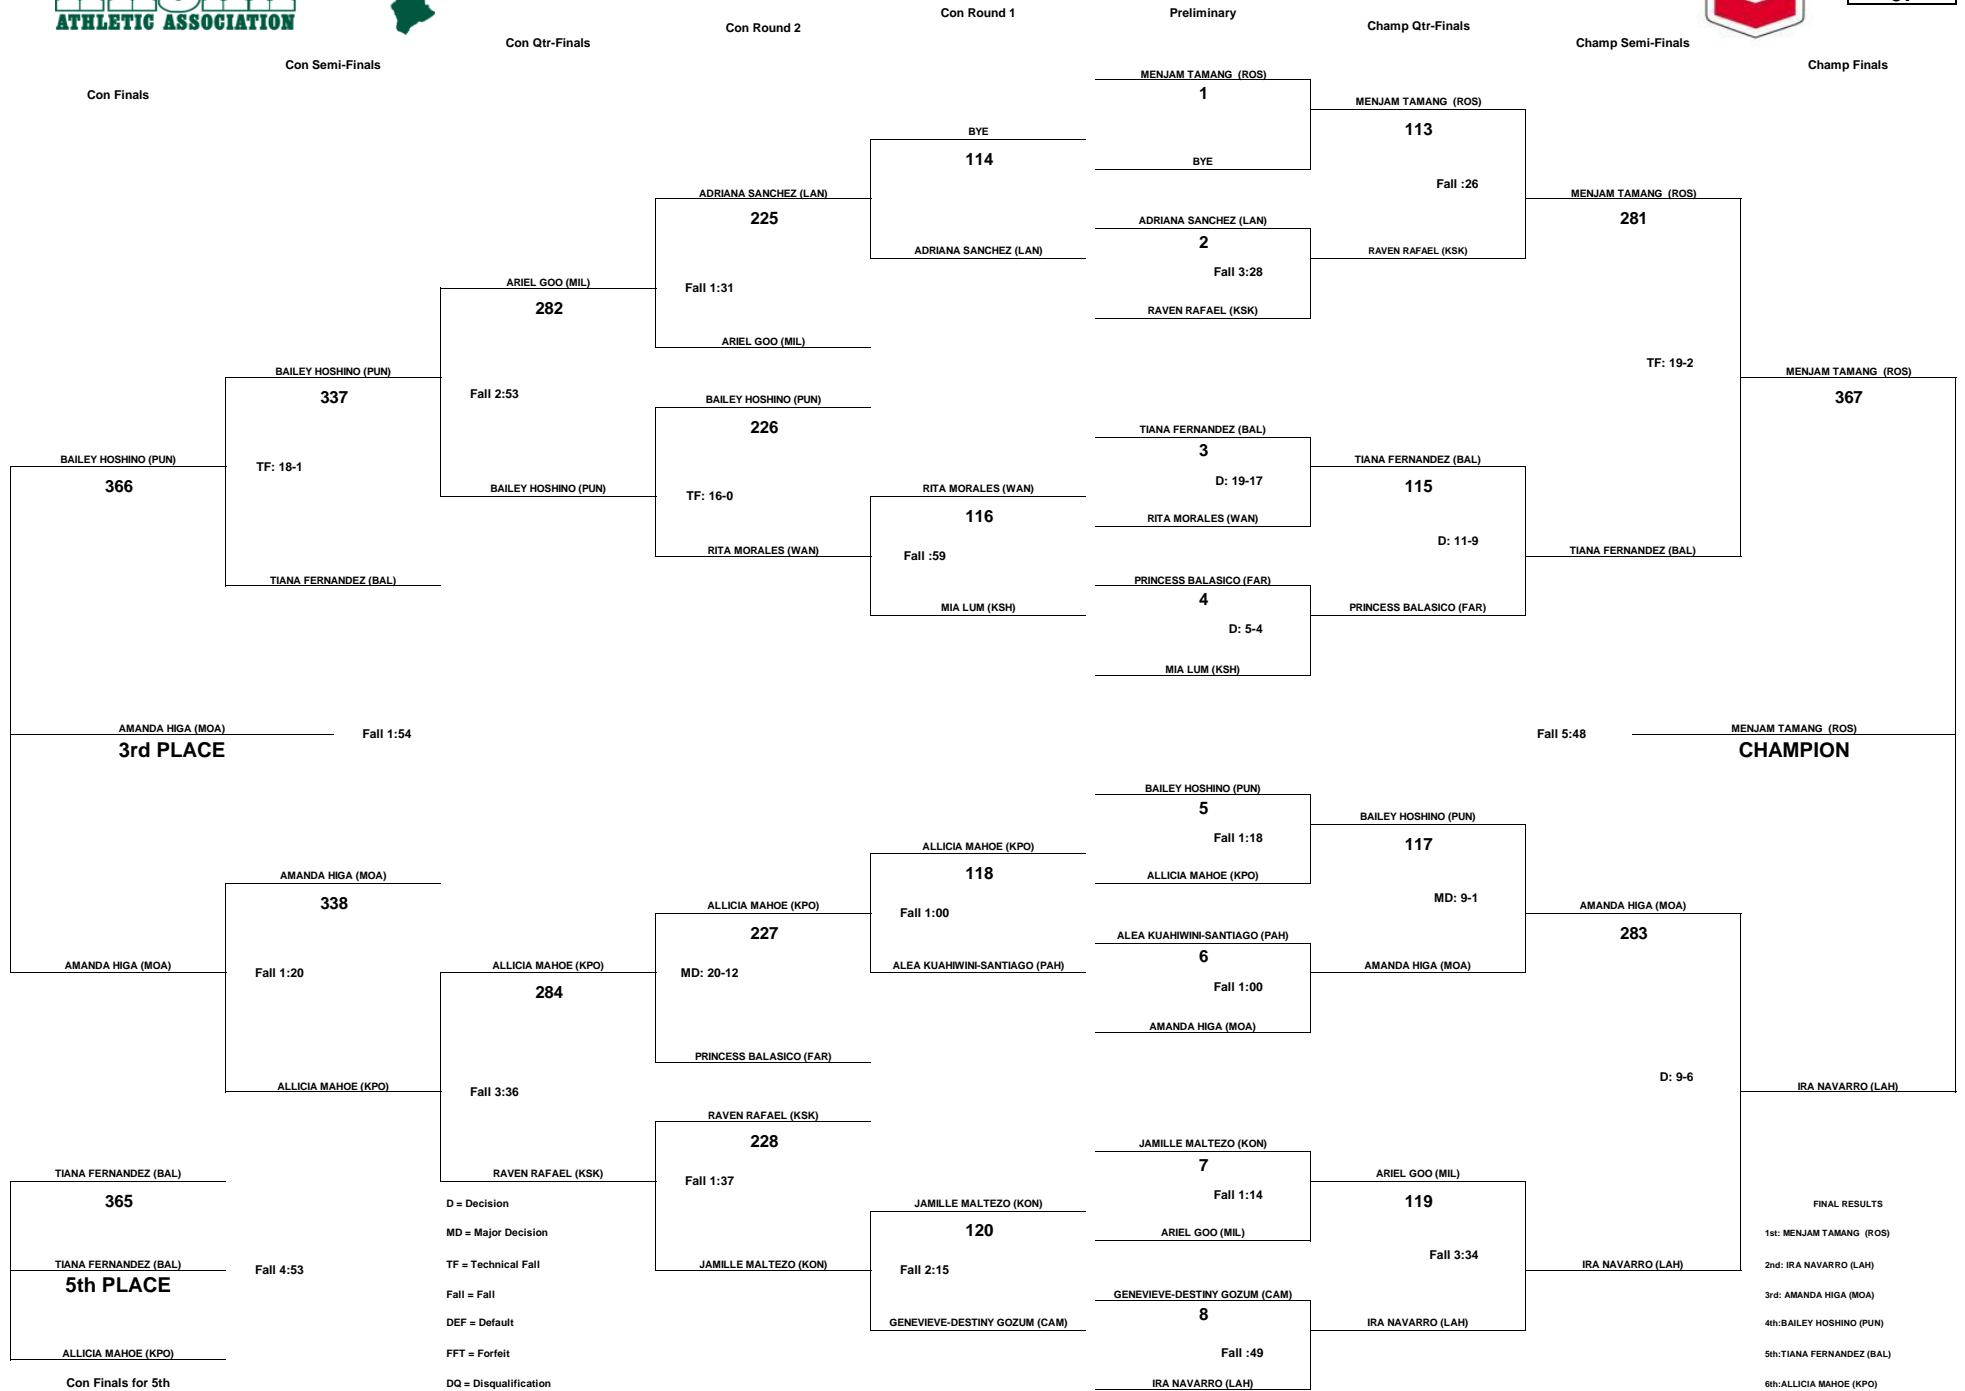 ATHLETIC ASSOCIATION
Con Finals
Con Semi-Finals
Con Qtr-Finals
Con Round 2
Con Round 1
Preliminary
Champ Qtr-Finals
Champ Semi-Finals
Champ Finals
BAILEY HOSHINO (PUN)
366
AMANDA HIGA (MOA)
3rd PLACE
Fall 1:54
AMANDA HIGA (MOA)
TIANA FERNANDEZ (BAL)
365
TIANA FERNANDEZ (BAL)
5th PLACE
Fall 4:53
ALLICIA MAHOE (KPO)
Con Finals for 5th
BAILEY HOSHINO (PUN)
337
TF: 18-1
TIANA FERNANDEZ (BAL)
AMANDA HIGA (MOA)
338
Fall 1:20
ALLICIA MAHOE (KPO)
ARIEL GOO (MIL)
282
Fall 2:53
BAILEY HOSHINO (PUN)
ALLICIA MAHOE (KPO)
284
Fall 3:36
RAVEN RAFAEL (KSK)
D = Decision
MD = Major Decision
TF = Technical Fall
Fall = Fall
DEF = Default
FFT = Forfeit
DQ = Disqualification
ADRIANA SANCHEZ (LAN)
225
Fall 1:31
ARIEL GOO (MIL)
BAILEY HOSHINO (PUN)
226
TF: 16-0
RITA MORALES (WAN)
ALLICIA MAHOE (KPO)
227
MD: 20-12
PRINCESS BALASICO (FAR)
RAVEN RAFAEL (KSK)
228
Fall 1:37
JAMILLE MALTEZO (KON)
BYE
114
ADRIANA SANCHEZ (LAN)
RITA MORALES (WAN)
116
Fall :59
MIA LUM (KSH)
ALLICIA MAHOE (KPO)
118
Fall 1:00
ALEA KUAHIWINI-SANTIAGO (PAH)
JAMILLE MALTEZO (KON)
120
Fall 2:15
GENEVIEVE-DESTINY GOZUM (CAM)
MENJAM TAMANG (ROS)
1
BYE
ADRIANA SANCHEZ (LAN)
2
Fall 3:28
RAVEN RAFAEL (KSK)
TIANA FERNANDEZ (BAL)
3
D: 19-17
RITA MORALES (WAN)
PRINCESS BALASICO (FAR)
4
D: 5-4
MIA LUM (KSH)
BAILEY HOSHINO (PUN)
5
Fall 1:18
ALLICIA MAHOE (KPO)
ALEA KUAHIWINI-SANTIAGO (PAH)
6
Fall 1:00
AMANDA HIGA (MOA)
JAMILLE MALTEZO (KON)
7
Fall 1:14
ARIEL GOO (MIL)
GENEVIEVE-DESTINY GOZUM (CAM)
8
Fall :49
IRA NAVARRO (LAH)
MENJAM TAMANG (ROS)
113
Fall :26
RAVEN RAFAEL (KSK)
TIANA FERNANDEZ (BAL)
115
D: 11-9
PRINCESS BALASICO (FAR)
BAILEY HOSHINO (PUN)
117
MD: 9-1
AMANDA HIGA (MOA)
ARIEL GOO (MIL)
119
Fall 3:34
IRA NAVARRO (LAH)
MENJAM TAMANG (ROS)
281
TF: 19-2
TIANA FERNANDEZ (BAL)
AMANDA HIGA (MOA)
283
D: 9-6
IRA NAVARRO (LAH)
MENJAM TAMANG (ROS)
367
Fall 5:48
MENJAM TAMANG (ROS)
CHAMPION
IRA NAVARRO (LAH)
FINAL RESULTS
1st: MENJAM TAMANG (ROS)
2nd: IRA NAVARRO (LAH)
3rd: AMANDA HIGA (MOA)
4th:BAILEY HOSHINO (PUN)
5th:TIANA FERNANDEZ (BAL)
6th:ALLICIA MAHOE (KPO)